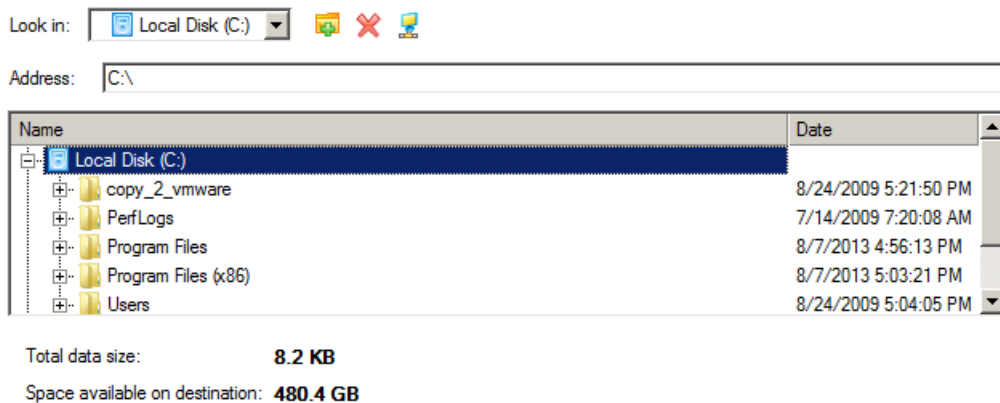 Look in: Local Disk (C:)
Address: C:\
Name Date
Local Disk (C:)
copy_2_vmware 8/24/2009 5:21:50 PM
PerfLogs 7/14/2009 7:20:08 AM
Program Files 8/7/2013 4:56:13 PM
Program Files (x86) 8/7/2013 5:03:21 PM
Users 8/24/2009 5:04:05 PM
Total data size: 8.2 KB
Space available on destination: 480.4 GB